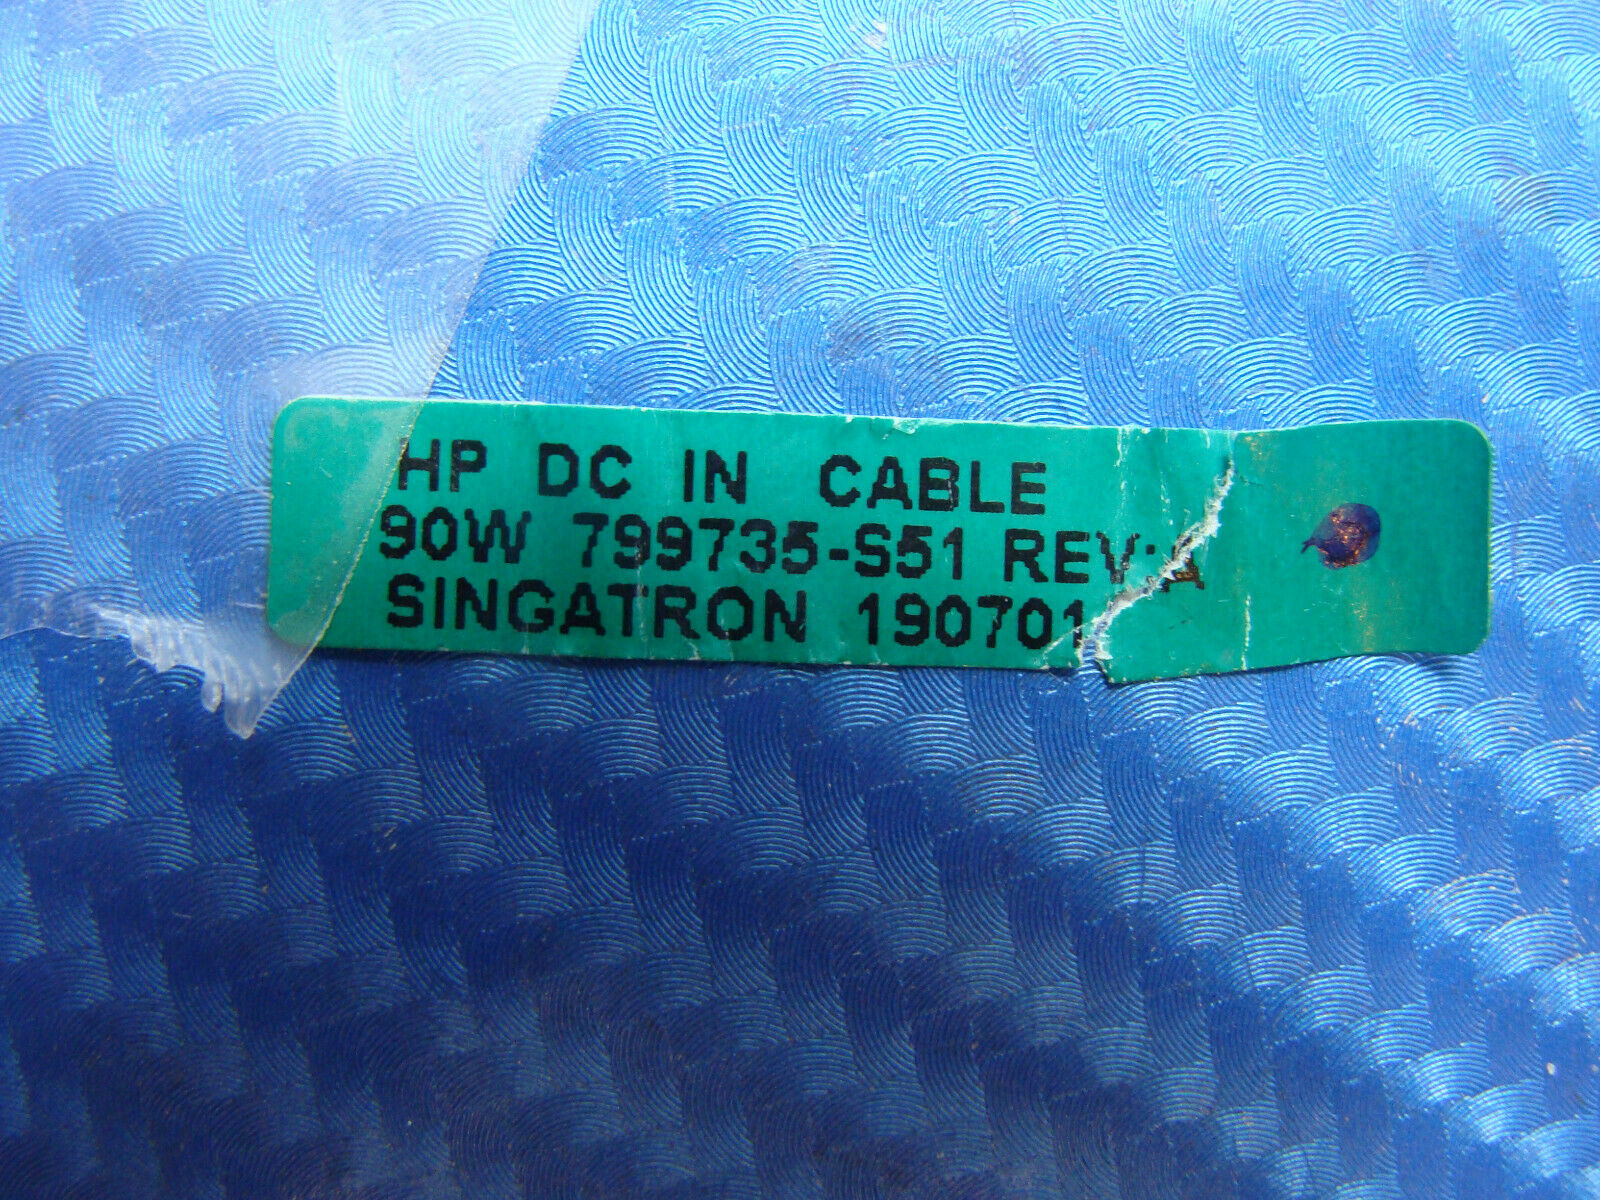 HP DC IN CABLE
90W 799735-S51 REV:A
SINGATRON 190701